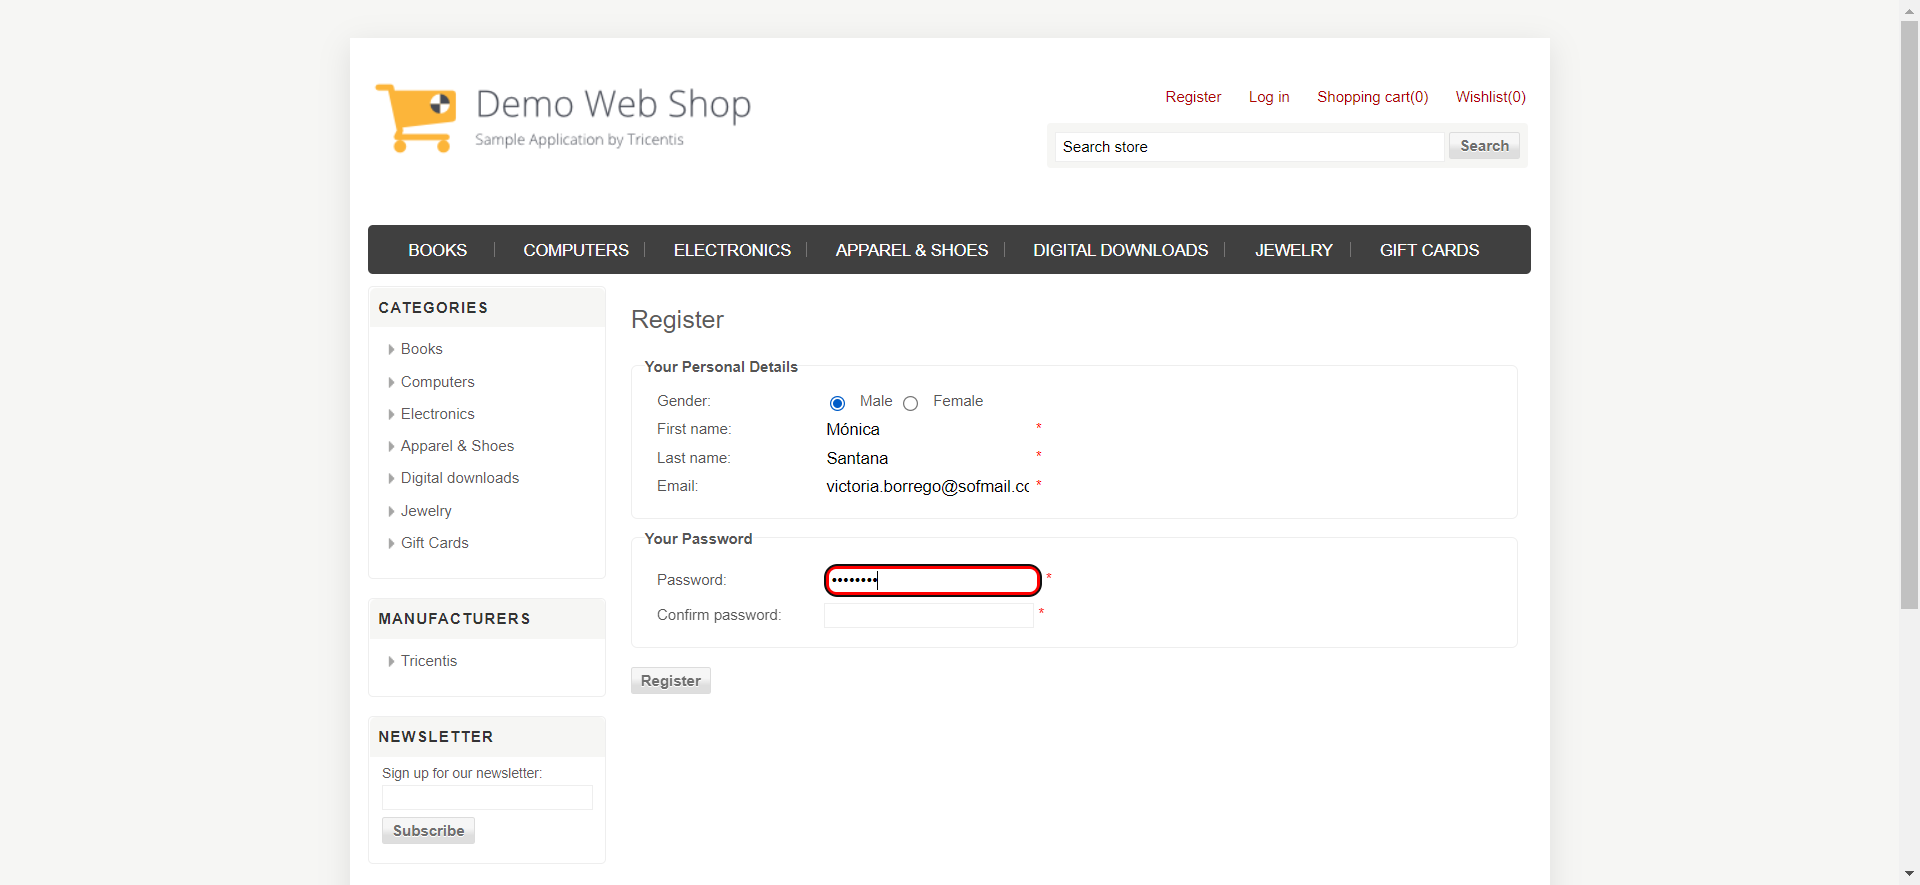 Demo Web Shop
Sample Application by Tricentis
Register Log in Shopping cart(0) Wishlist(0)
Search store Search
BOOKS COMPUTERS ELECTRONICS APPAREL & SHOES DIGITAL DOWNLOADS JEWELRY GIFT CARDS
CATEGORIES
Books
Computers
Electronics
Apparel & Shoes
Digital downloads
Jewelry
Gift Cards
MANUFACTURERS
Tricentis
NEWSLETTER
Sign up for our newsletter:
Subscribe
Register
Your Personal Details
Gender: Male Female
First name: Mónica *
Last name: Santana *
Email: victoria.borrego@sofmail.cc *
Your Password
Password: •••••••• *
Confirm password: *
Register